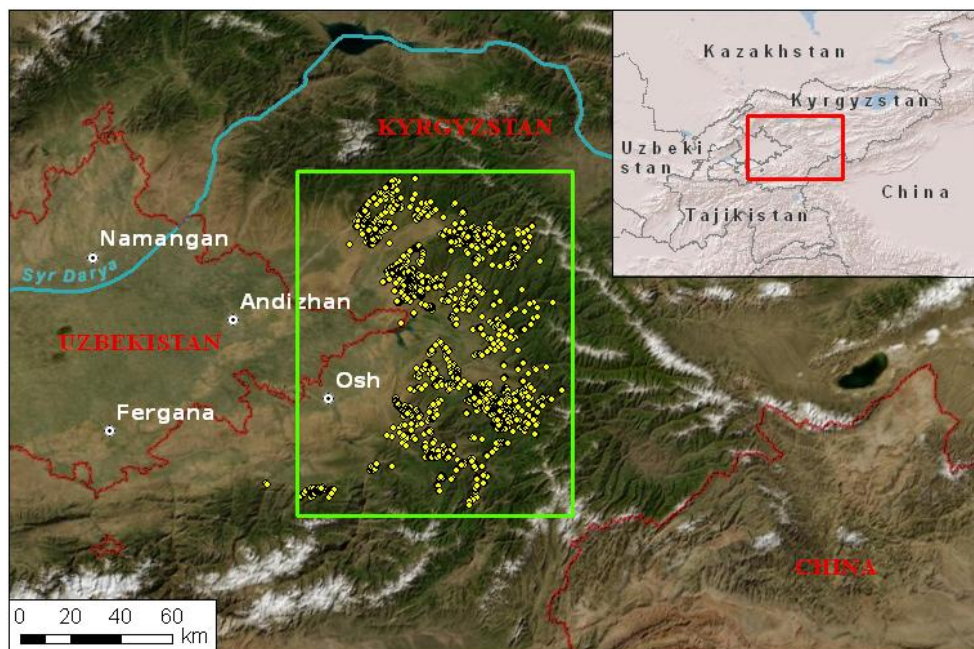 Kazakhstan
Kyrgyzstan
Uzbeki
stan
China
Tajikistan
KYRGYZSTAN
Namangan
Syr Darya
Andizhan
UZBEKISTAN
Osh
Fergana
CHINA
0 20 40 60
km